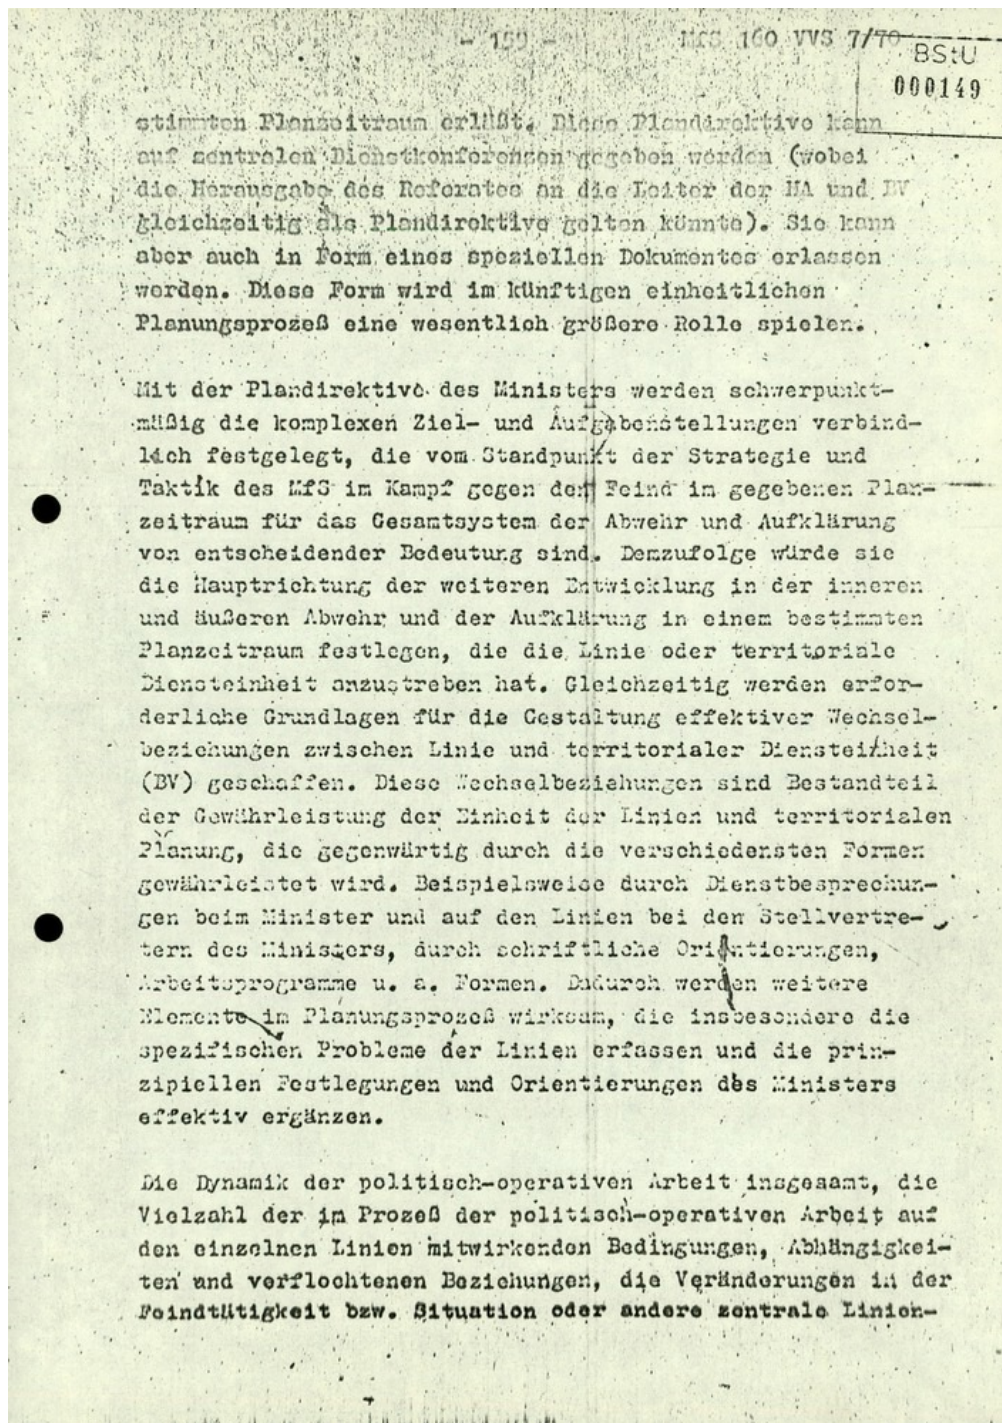 MfS 160 VVS 7/70
BStU
000149
stimmten Planzeitraum erläßt. Diese Plandirektive kann
auf zentralen Dienstkonferenzen gegeben werden (wobei
die Herausgabe des Referates an die Leiter der HA und BV
gleichzeitig als Plandirektive gelten könnte). Sie kann
aber auch in Form eines speziellen Dokumentes erlassen
werden. Diese Form wird im künftigen einheitlichen
Planungsprozeß eine wesentlich größere Rolle spielen.
Mit der Plandirektive des Ministers werden schwerpunkt-
mäßig die komplexen Ziel- und Aufgabenstellungen verbind-
lich festgelegt, die vom Standpunkt der Strategie und
Taktik des MfS im Kampf gegen den Feind im gegebenen Plan-
zeitraum für das Gesamtsystem der Abwehr und Aufklärung
von entscheidender Bedeutung sind. Demzufolge würde sie
die Hauptrichtung der weiteren Entwicklung in der inneren
und äußeren Abwehr und der Aufklärung in einem bestimmten
Planzeitraum festlegen, die die Linie oder territoriale
Diensteinheit anzustreben hat. Gleichzeitig werden erfor-
derliche Grundlagen für die Gestaltung effektiver Wechsel-
beziehungen zwischen Linie und territorialer Diensteinheit
(BV) geschaffen. Diese Wechselbeziehungen sind Bestandteil
der Gewährleistung der Einheit der Linien und territorialen
Planung, die gegenwärtig durch die verschiedensten Formen
gewährleistet wird. Beispielsweise durch Dienstbesprechun-
gen beim Minister und auf den Linien bei den Stellvertre-
tern des Ministers, durch schriftliche Orientierungen,
Arbeitsprogramme u. a. Formen. Dadurch werden weitere
Elemente im Planungsprozeß wirksam, die insbesondere die
spezifischen Probleme der Linien erfassen und die prin-
zipiellen Festlegungen und Orientierungen des Ministers
effektiv ergänzen.
Die Dynamik der politisch-operativen Arbeit insgesamt, die
Vielzahl der im Prozeß der politisch-operativen Arbeit auf
den einzelnen Linien mitwirkenden Bedingungen, Abhängigkei-
ten und verflochtenen Beziehungen, die Veränderungen in der
Feindtätigkeit bzw. Situation oder andere zentrale Linien-